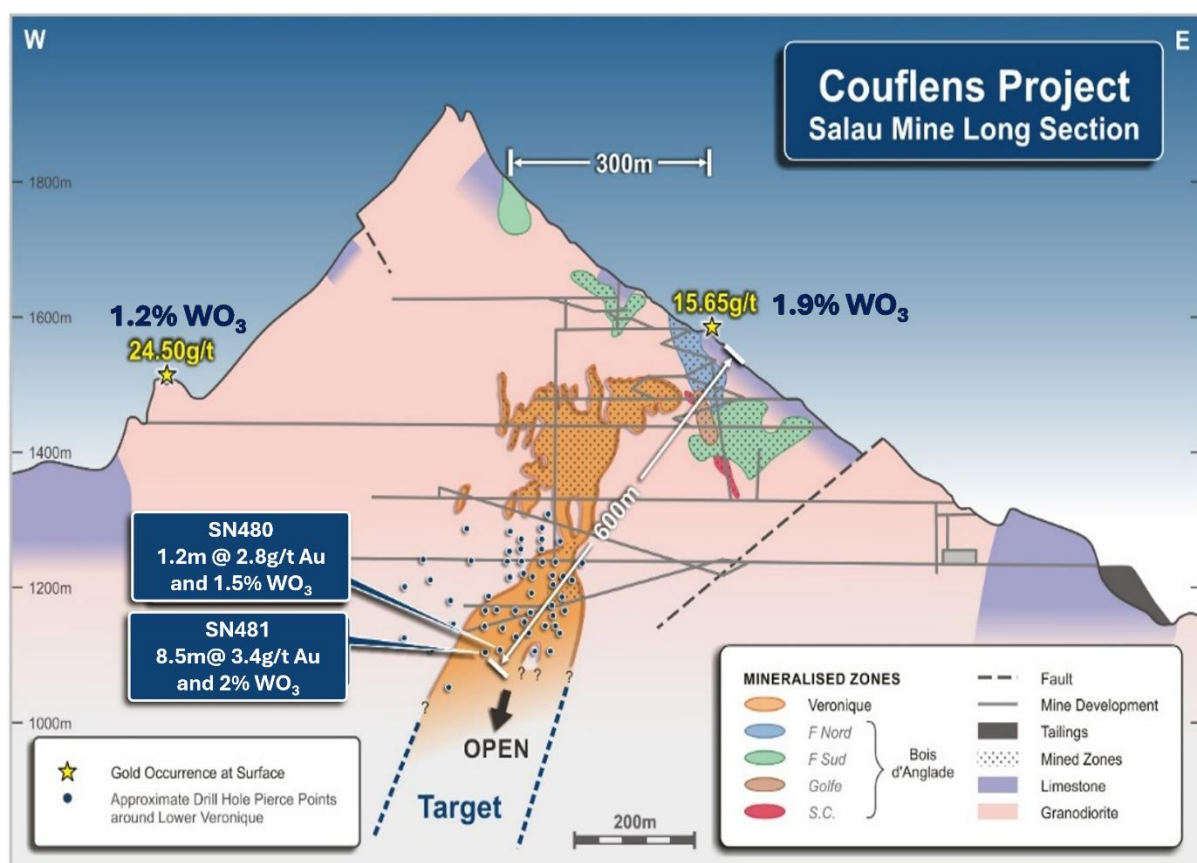 W
E
Couflens Project
Salau Mine Long Section
300m
1800m
1600m
1400m
1200m
1000m
1.2% WO₃
24.50g/t
15.65g/t
1.9% WO₃
600m
SN480
1.2m @ 2.8g/t Au
and 1.5% WO₃
SN481
8.5m@ 3.4g/t Au
and 2% WO₃
? ? ? ? ?
OPEN
Target
Gold Occurrence at Surface
Approximate Drill Hole Pierce Points
around Lower Veronique
200m
MINERALISED ZONES
Veronique
F Nord
F Sud
Golfe
S.C.
Bois
d'Anglade
Fault
Mine Development
Tailings
Mined Zones
Limestone
Granodiorite